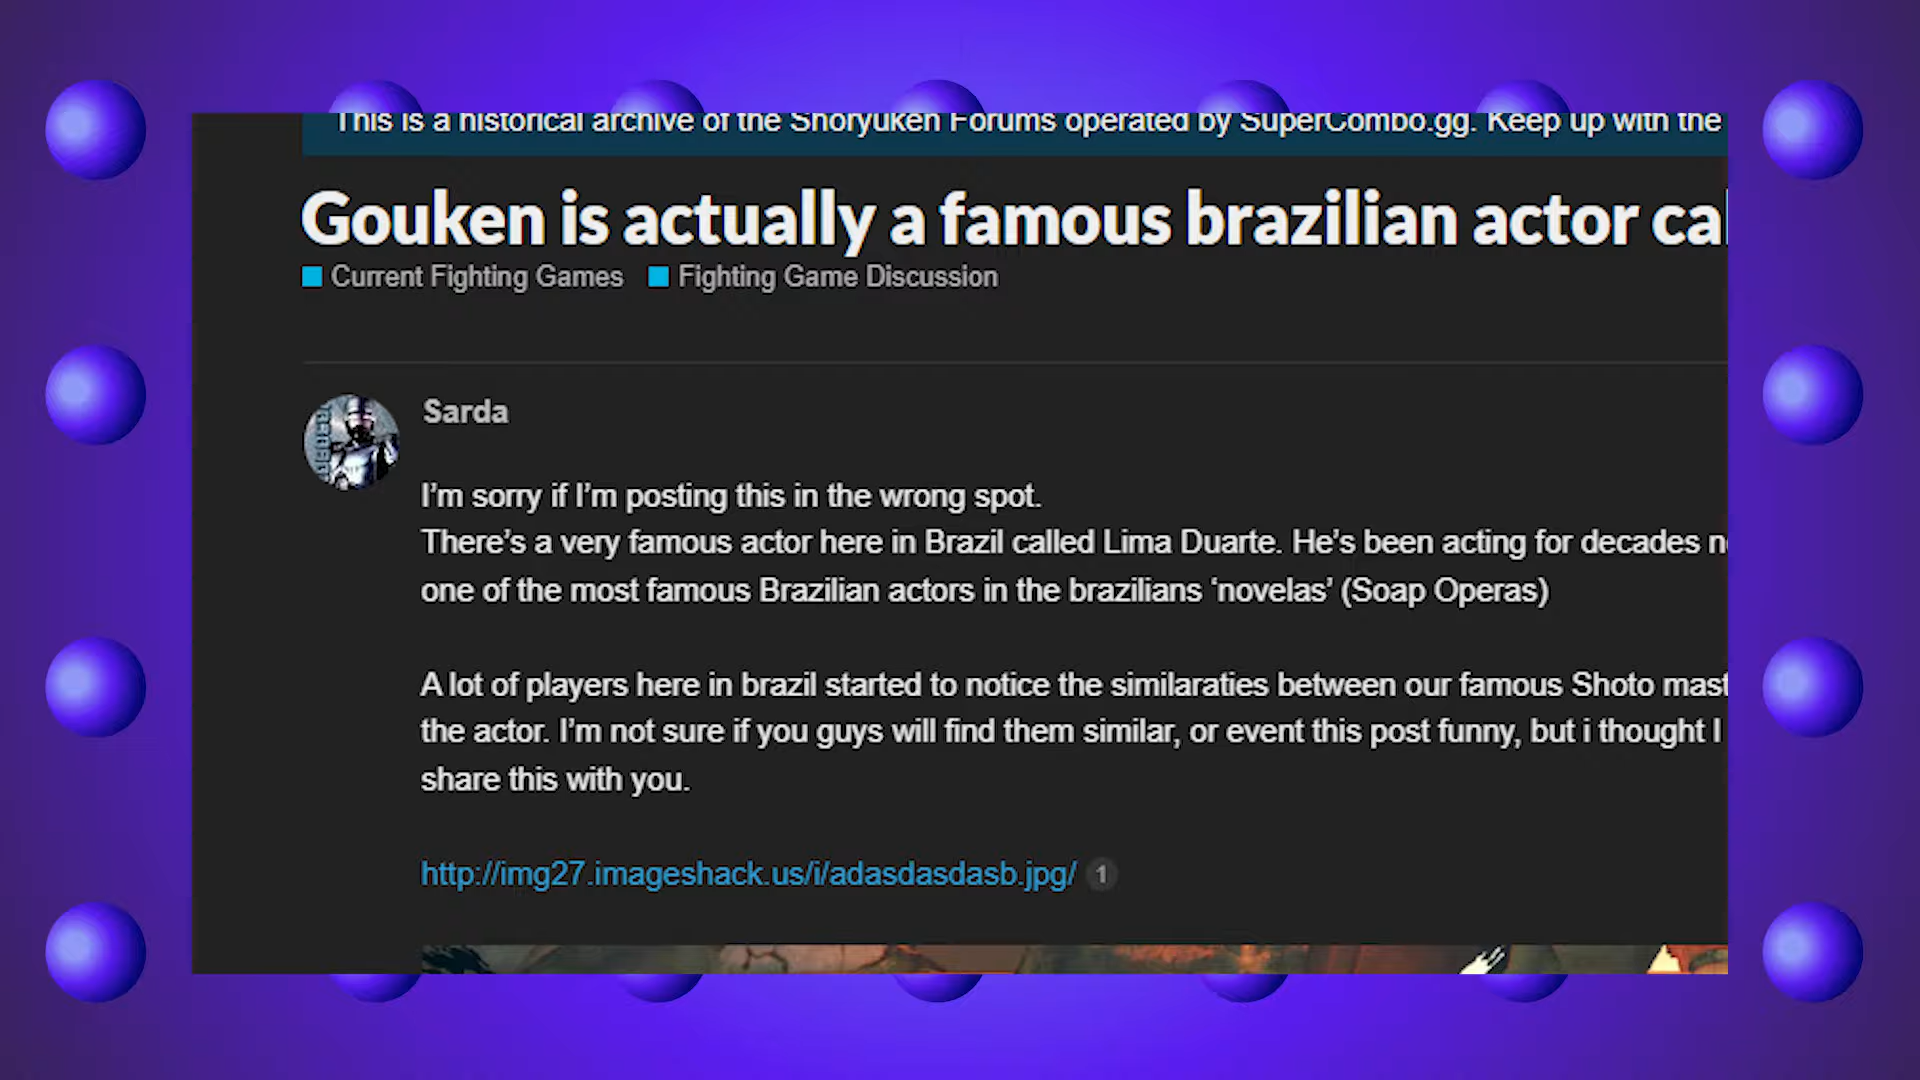 This is a historical archive of the Shoryuken Forums operated by SuperCombo.gg. Keep up with the
Gouken is actually a famous brazilian actor
Current Fighting Games Fighting Game Discussion
Sarda
I'm sorry if I'm posting this in the wrong spot.
There's a very famous actor here in Brazil called Lima Duarte. He's been acting for decades
one of the most famous Brazilian actors in the brazilians ‘novelas’ (Soap Operas)
A lot of players here in brazil started to notice the similaraties between our famous Shoto
the actor. I'm not sure if you guys will find them similar, or event this post funny, but i thought I
share this with you.
http://img27.imageshack.us/i/adasdasdasb.jpg/ 1